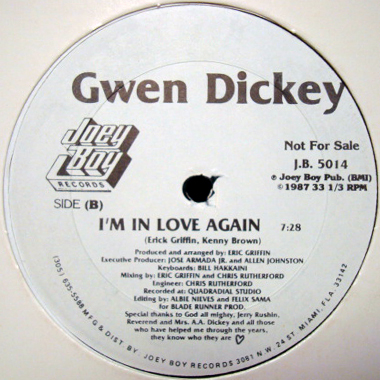 Gwen Dickey
Joey
Boy
RECORDS
Not For Sale
J.B. 5014
℗ Joey Boy Pub. (BMI)
© 1987 33 1/3 RPM
SIDE (B)
I'M IN LOVE AGAIN 7:28
(Erick Griffin, Kenny Brown)
Produced and arranged by: ERIC GRIFFIN
Executive Producer: JOSE ARMADA JR. and ALLEN JOHNSTON
Keyboards: BILL HAKKAINI
Mixing by: ERIC GRIFFIN and CHRIS RUTHERFORD
Engineer: CHRIS RUTHERFORD
Recorded at: QUADRADIAL STUDIO
Editing by: ALBIE NIEVES and FELIX SAMA
for BLADE RUNNER PROD.
Special thanks to God all mighty, Jerry Rushin,
Reverend and Mrs. A.A. Dickey and all those
who have helped me through the years,
they know who they are ♡
(305) 635-5588 MFG & DIST BY JOEY BOY RECORDS 3081 N.W. 24 ST. MIAMI FLA. 33142